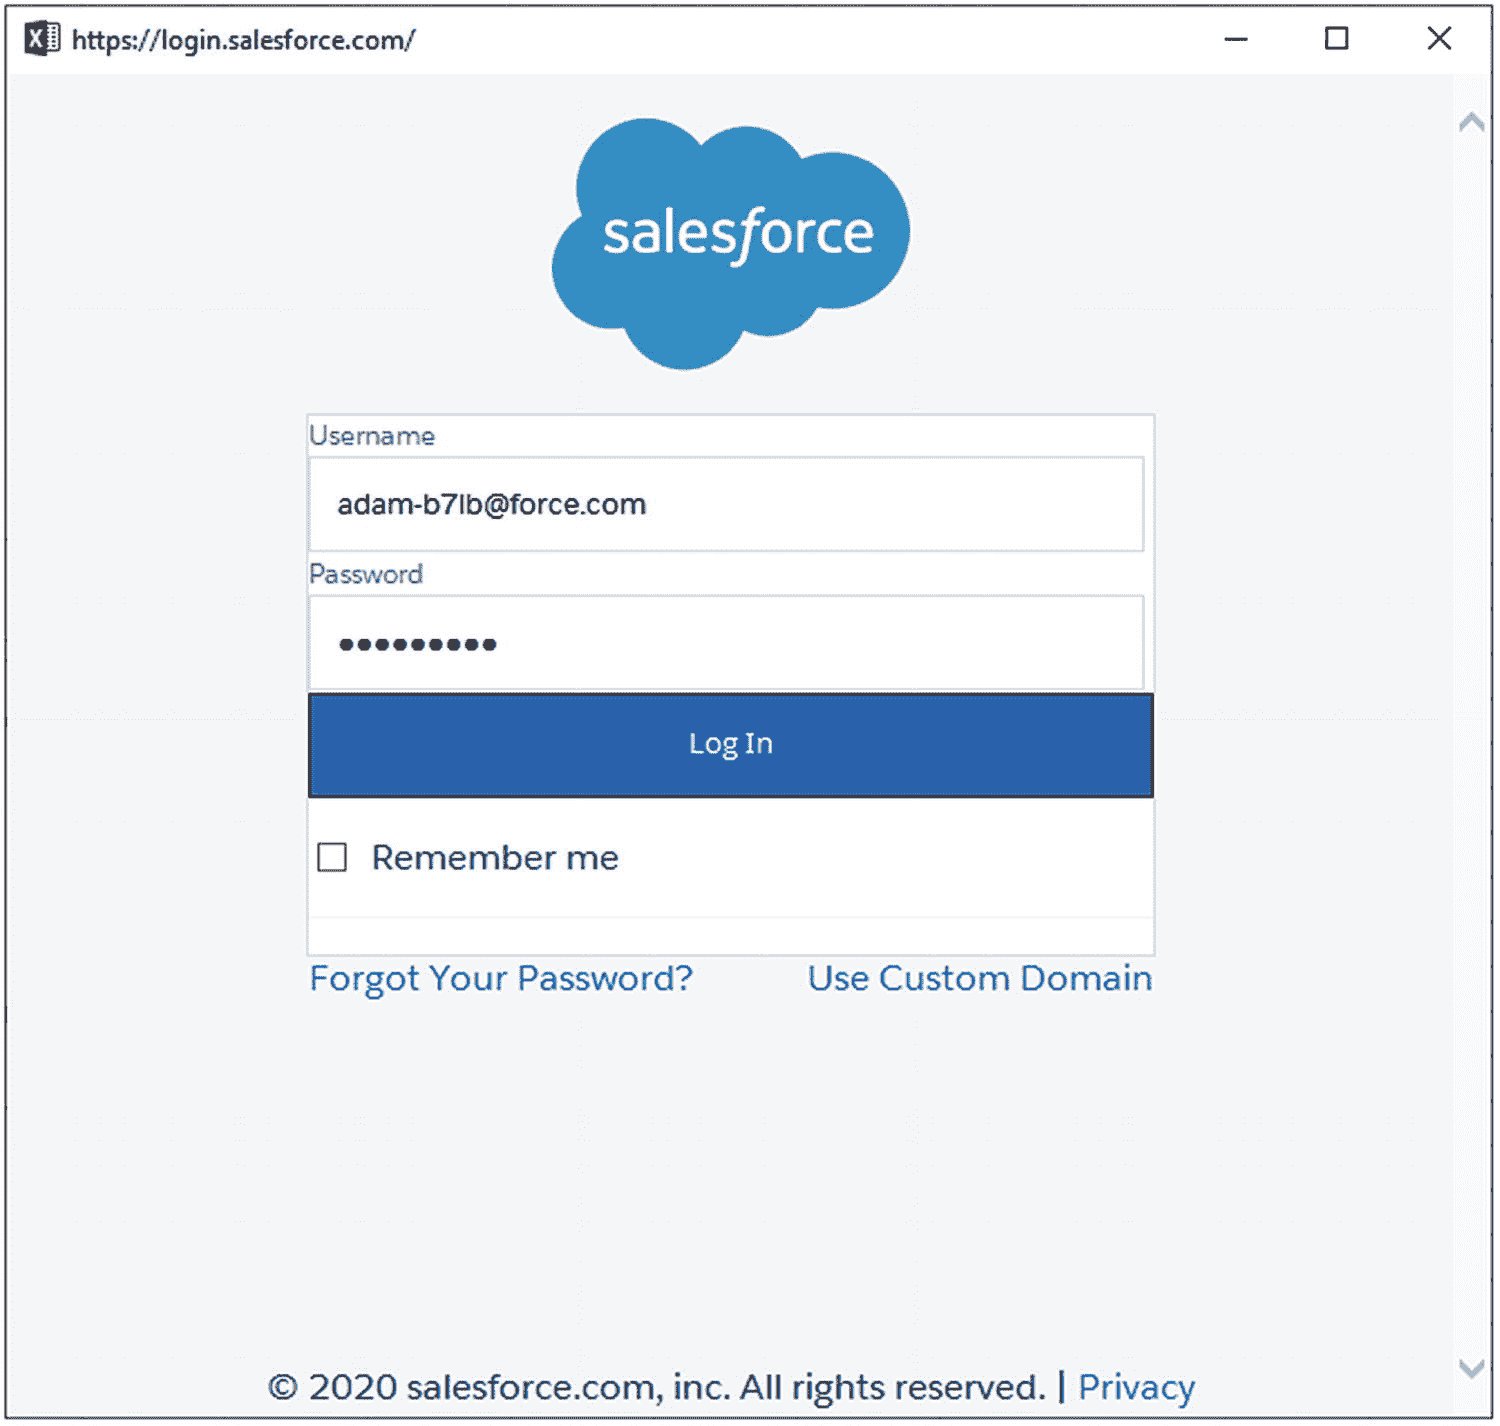 https://login.salesforce.com/
salesforce
Username
adam-b7lb@force.com
Password
•••••••••
Log In
Remember me
Forgot Your Password? Use Custom Domain
© 2020 salesforce.com, inc. All rights reserved. | Privacy